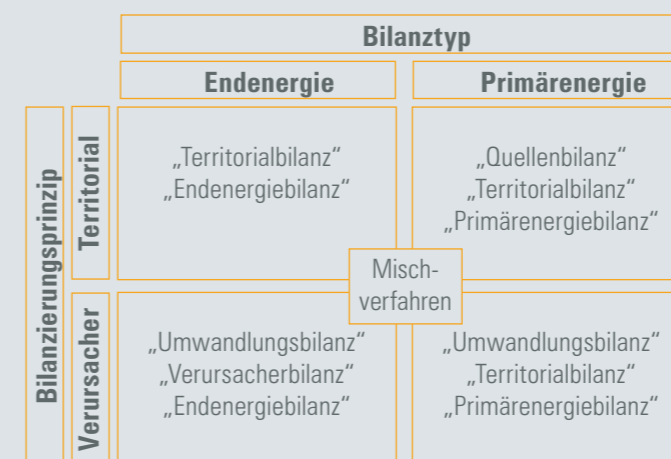 Bilanztyp
Endenergie
Primärenergie
Bilanzierungsprinzip
Territorial
„Territorialbilanz“
„Endenergiebilanz“
„Quellenbilanz“
„Territorialbilanz“
„Primärenergiebilanz“
Misch-
verfahren
Verursacher
„Umwandlungsbilanz“
„Verursacherbilanz“
„Endenergiebilanz“
„Umwandlungsbilanz“
„Territorialbilanz“
„Primärenergiebilanz“